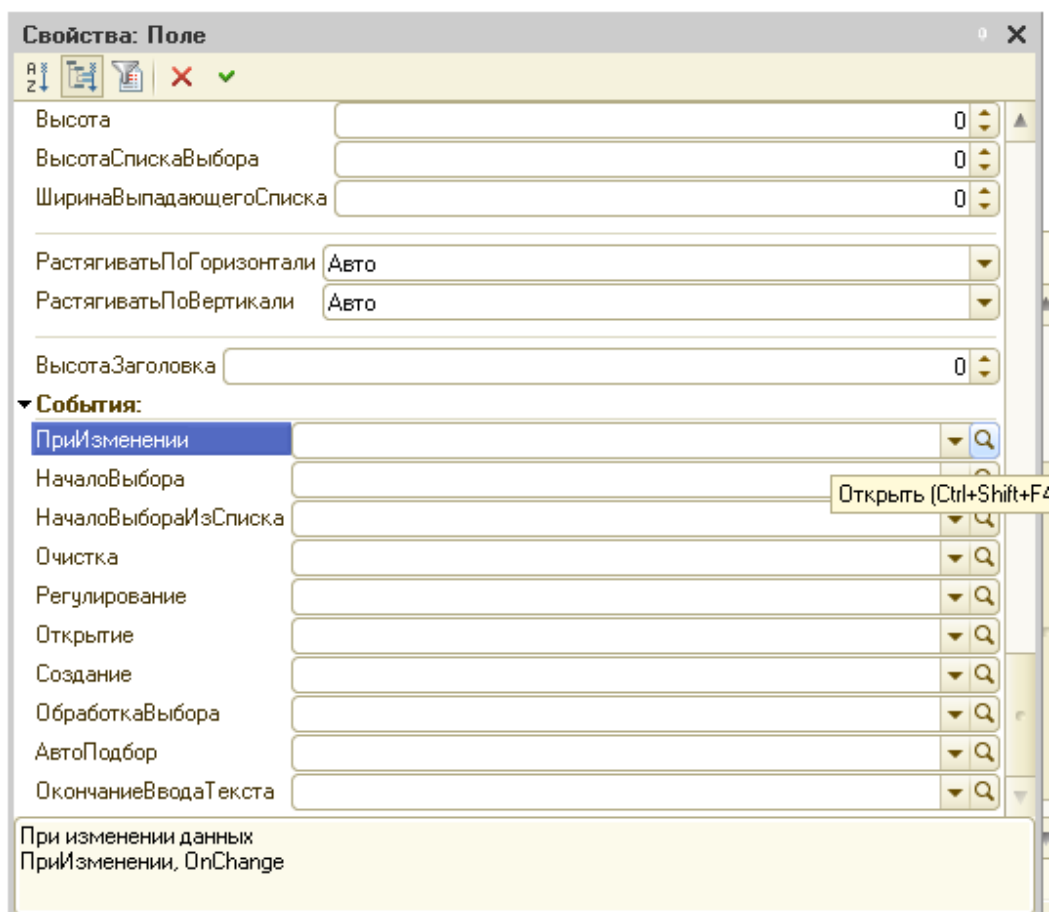 Свойства: Поле
Высота 0
ВысотаСпискаВыбора 0
ШиринаВыпадающегоСписка 0
РастягиватьПоГоризонтали Авто
РастягиватьПоВертикали Авто
ВысотаЗаголовка 0
События:
ПриИзменении
НачалоВыбора
Открыть (Ctrl+Shift+F4
НачалоВыбораИзСписка
Очистка
Регулирование
Открытие
Создание
ОбработкаВыбора
АвтоПодбор
ОкончаниеВводаТекста
При изменении данных
ПриИзменении, OnChange